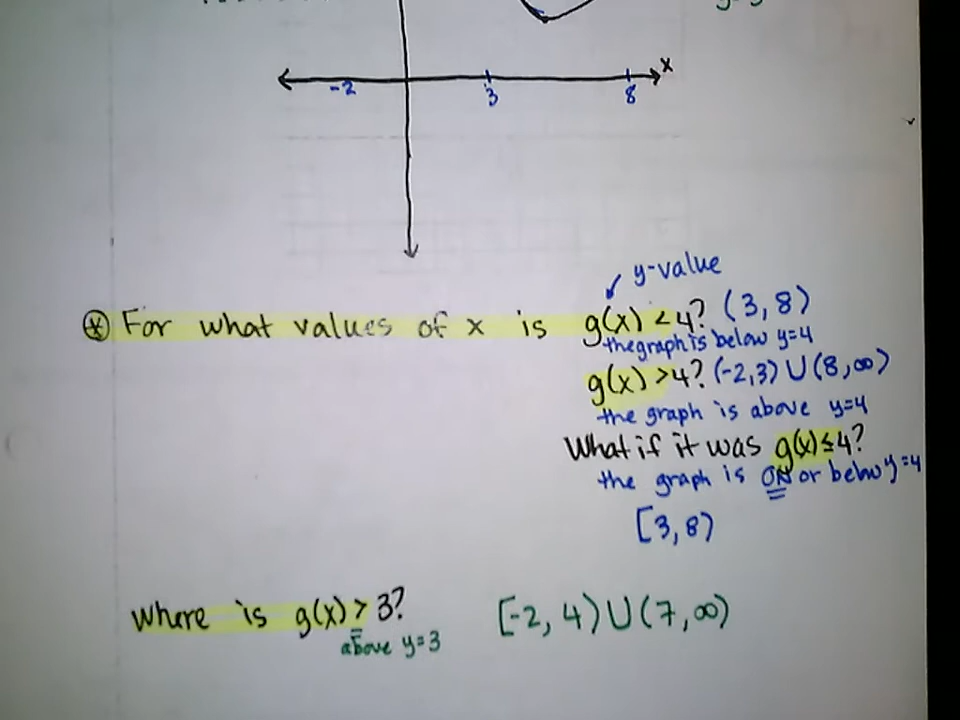 x
-2
3
8
y-value
For what values of x is g(x) < 4? (3, 8)
the graph is below y=4
g(x) > 4? (-2,3) U (8, ∞)
the graph is above y=4
What if it was g(x) ≤ 4?
the graph is ON or below y=4
[3, 8)
Where is g(x) > 3? [-2, 4) U (7, ∞)
above y=3